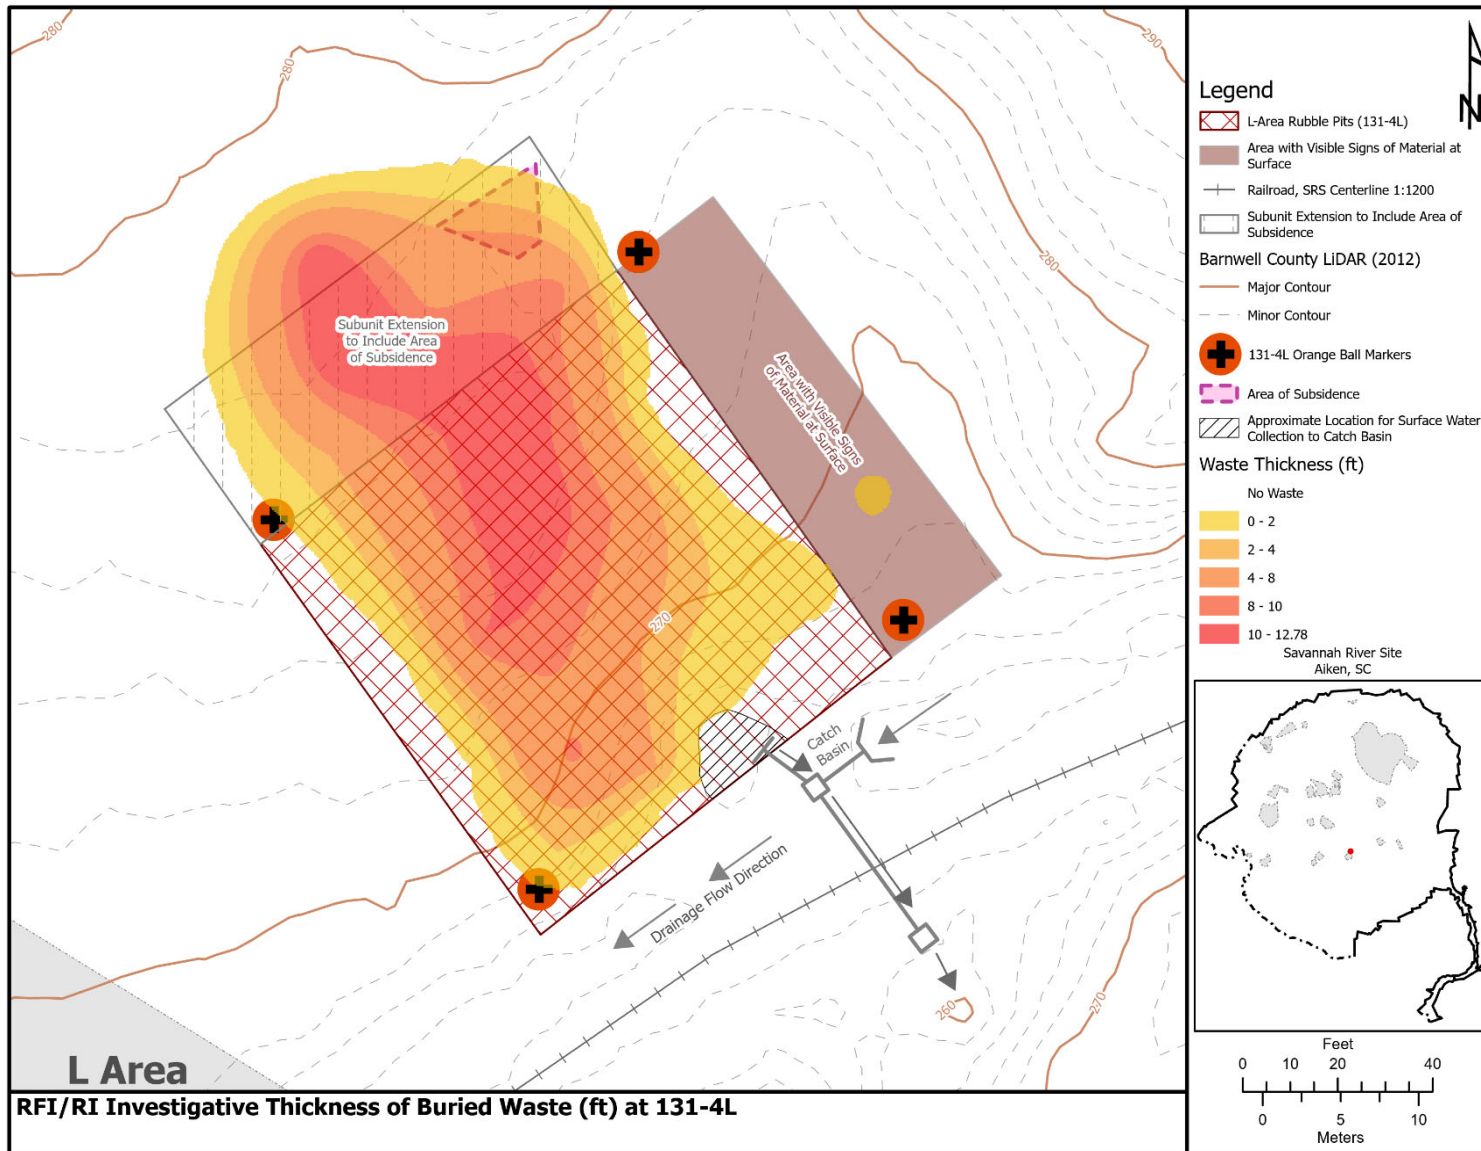 280
280
290
280
Subunit Extension
to Include Area
of Subsidence
Area with Visible Signs
of Material at Surface
270
Catch
Basin
Drainage Flow Direction
260
270
L Area
RFI/RI Investigative Thickness of Buried Waste (ft) at 131-4L
N
Legend
L-Area Rubble Pits (131-4L)
Area with Visible Signs of Material at
Surface
Railroad, SRS Centerline 1:1200
Subunit Extension to Include Area of
Subsidence
Barnwell County LiDAR (2012)
Major Contour
Minor Contour
131-4L Orange Ball Markers
Area of Subsidence
Approximate Location for Surface Water
Collection to Catch Basin
Waste Thickness (ft)
No Waste
0 - 2
2 - 4
4 - 8
8 - 10
10 - 12.78
Savannah River Site
Aiken, SC
Feet
0 10 20 40
0 5 10
Meters